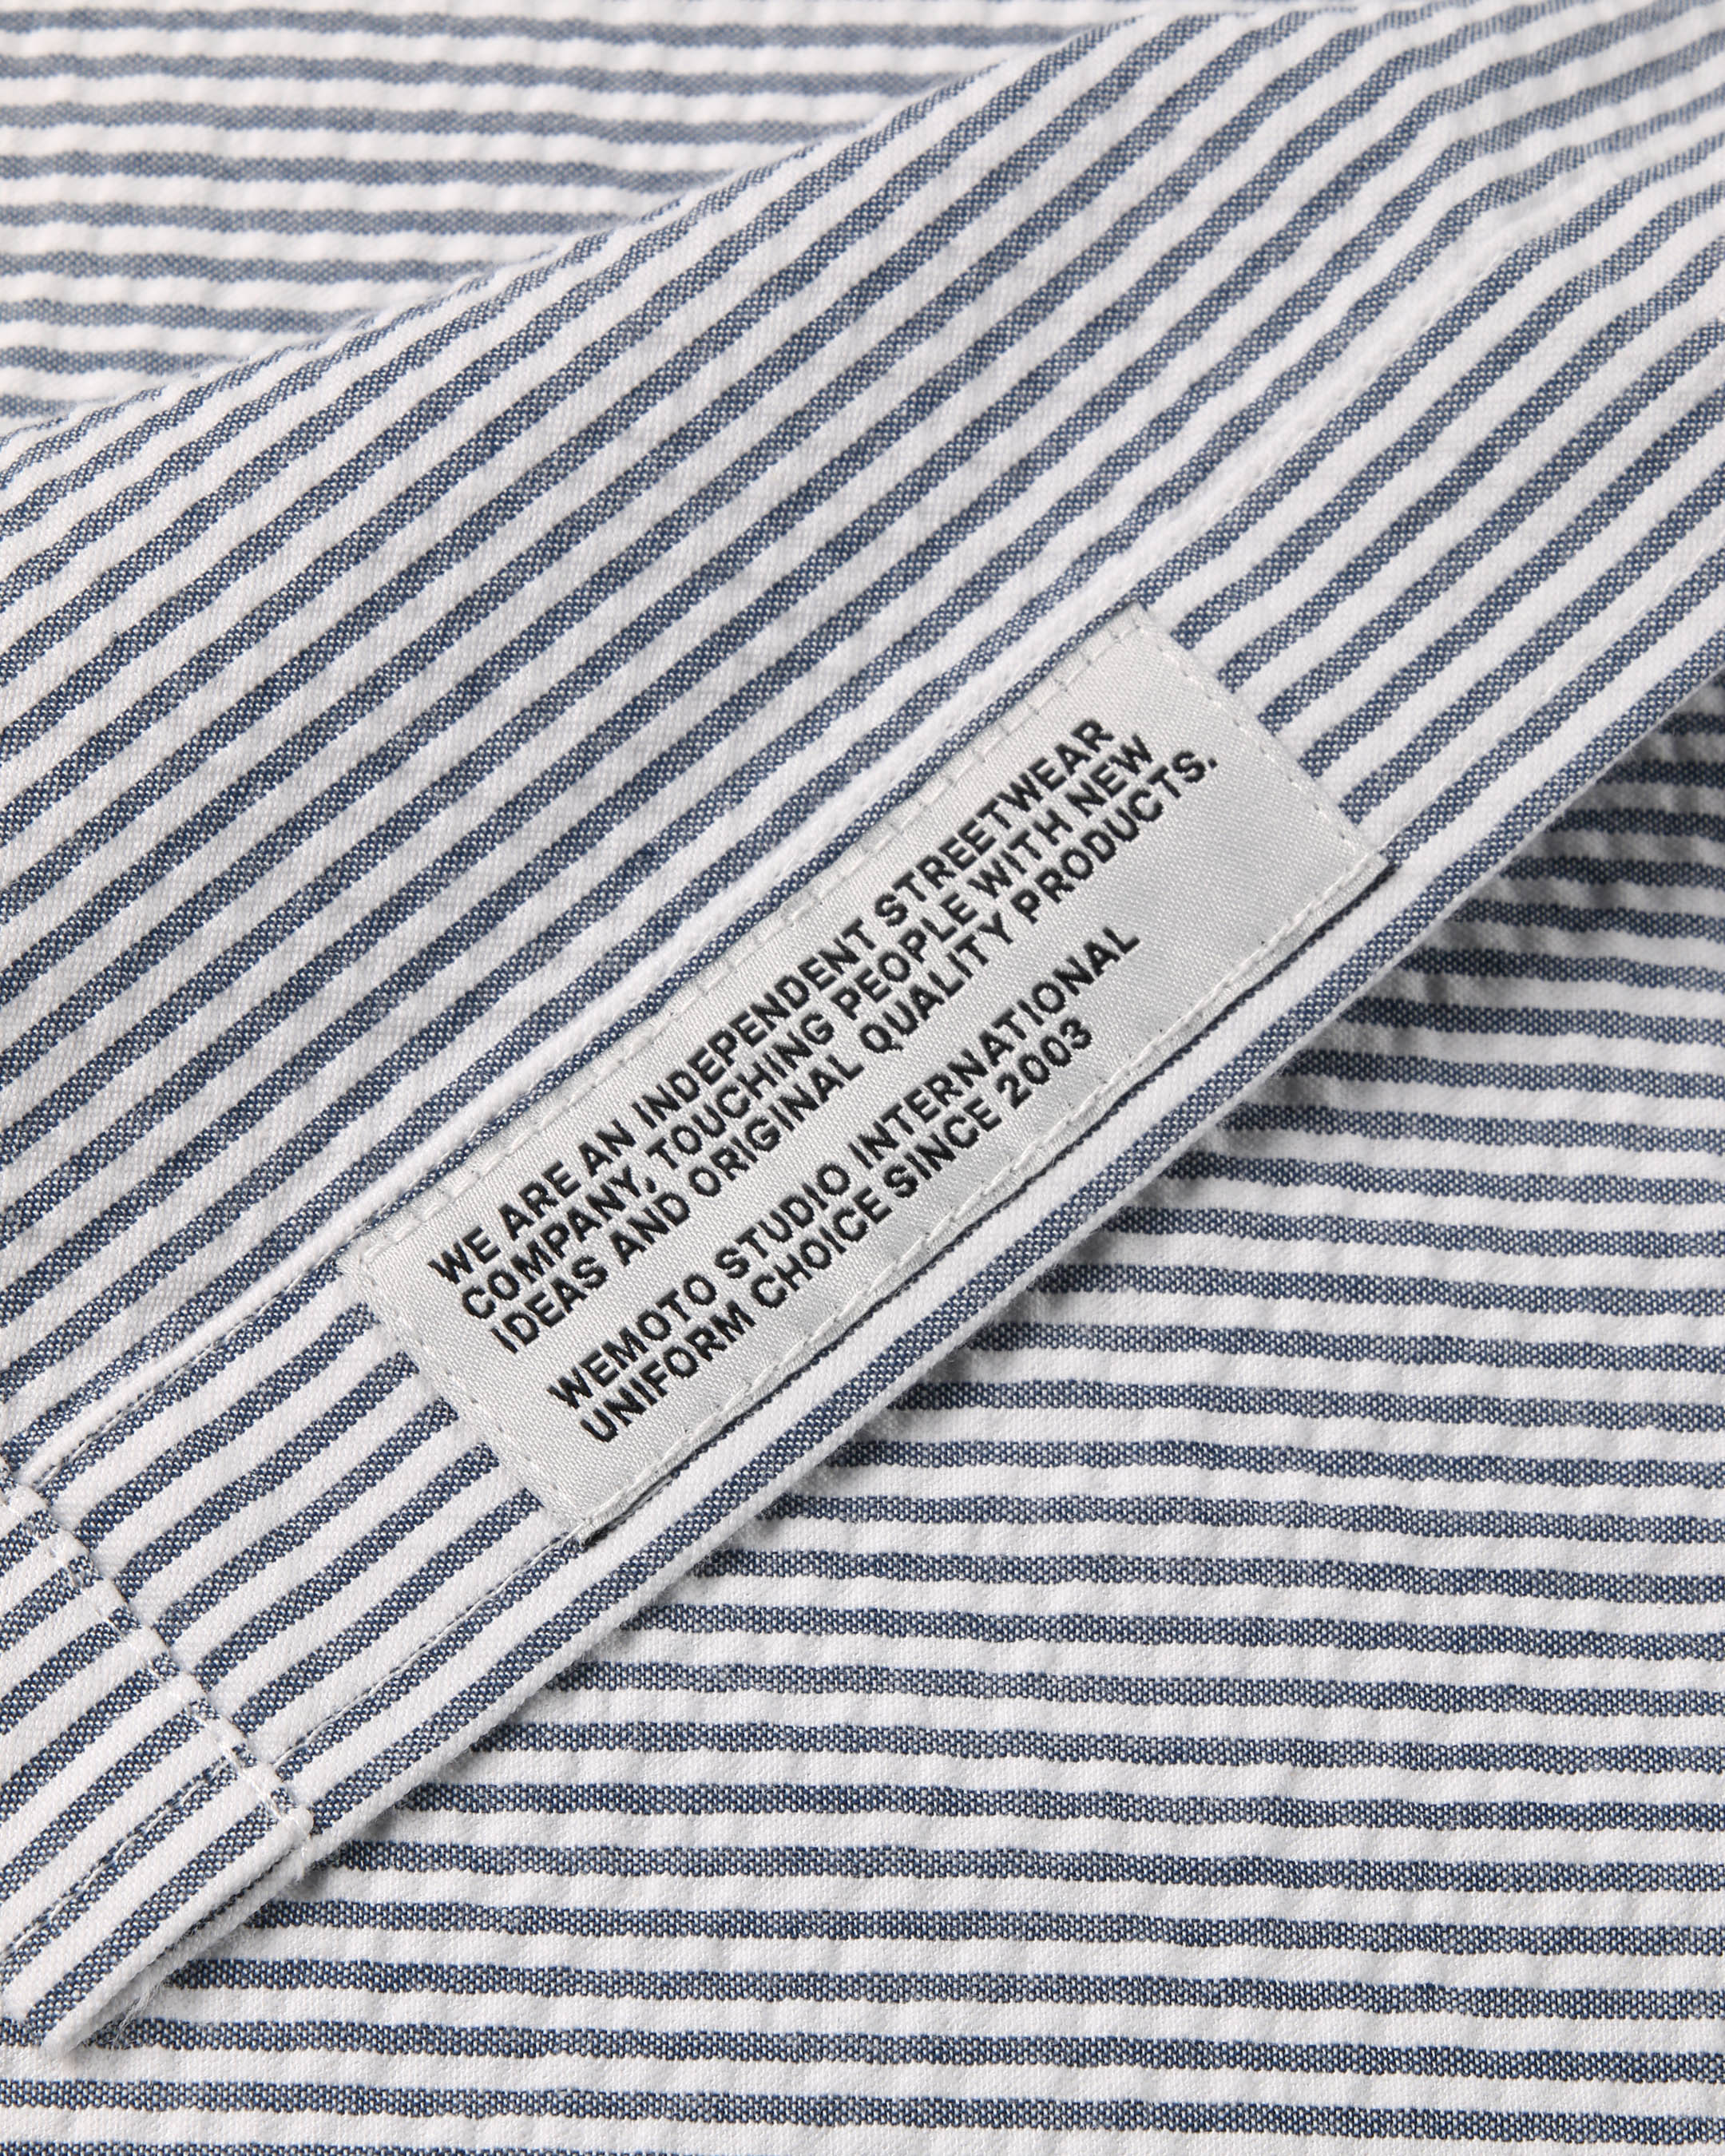 WE ARE AN INDEPENDENT STREETWEAR
COMPANY, TOUCHING PEOPLE WITH NEW
IDEAS AND ORIGINAL QUALITY PRODUCTS.
WEMOTO STUDIO INTERNATIONAL
UNIFORM CHOICE SINCE 2003